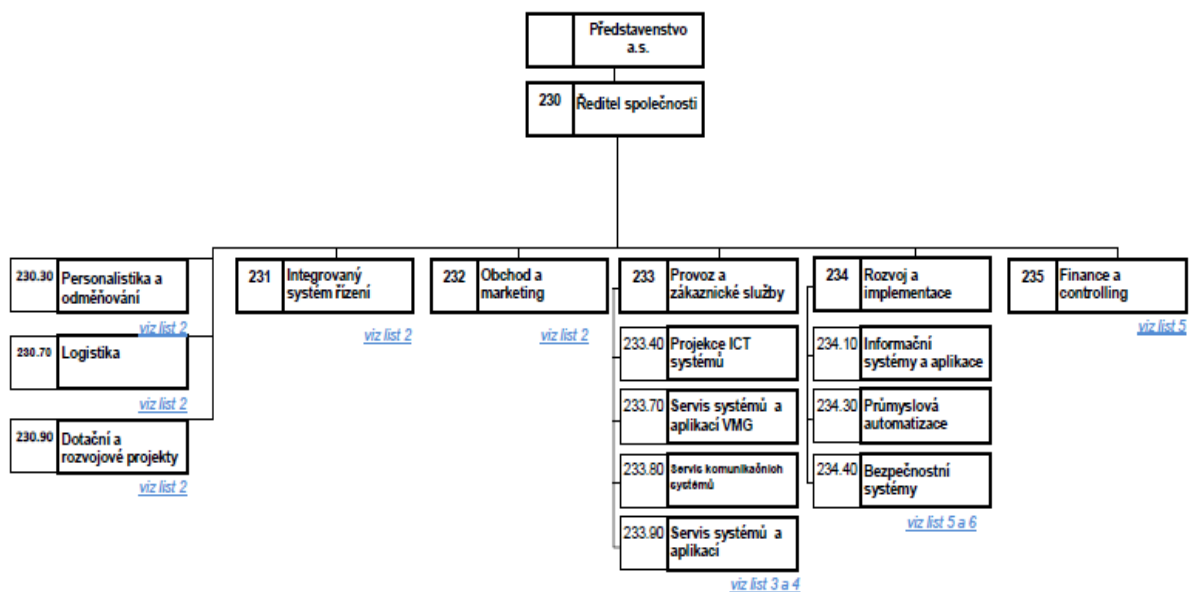 Představenstvo
a.s.
230 Ředitel společnosti
230.30 Personalistika a
odměňování
viz list 2
230.70 Logistika
viz list 2
230.90 Dotační a
rozvojové projekty
viz list 2
231 Integrovaný
systém řízení
viz list 2
232 Obchod a
marketing
viz list 2
233 Provoz a
zákaznické služby
233.40 Projekce ICT
systémů
233.70 Servis systémů a
aplikací VMG
233.80 Servis komunikačních
systémů
233.90 Servis systémů a
aplikací
viz list 3 a 4
234 Rozvoj a
implementace
234.10 Informační
systémy a aplikace
234.30 Průmyslová
automatizace
234.40 Bezpečnostní
systémy
viz list 5 a 6
235 Finance a
controlling
viz list 5